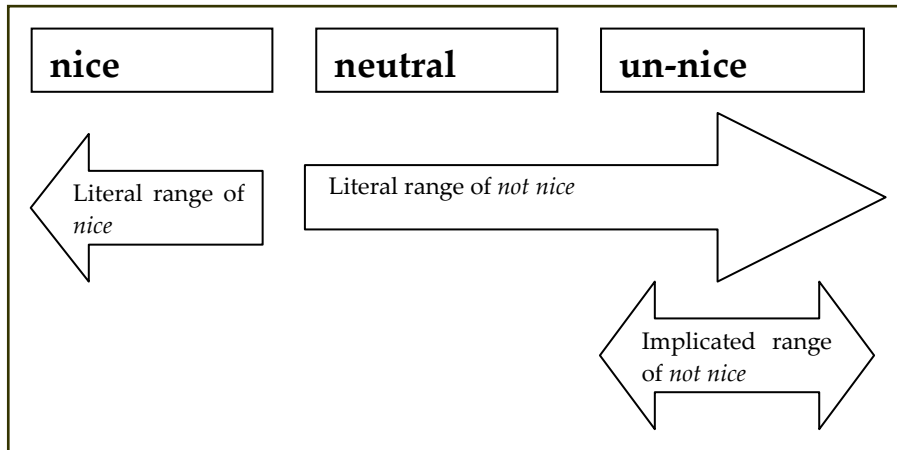 nice
neutral
un-nice
Literal range of
nice
Literal range of not nice
Implicated range
of not nice